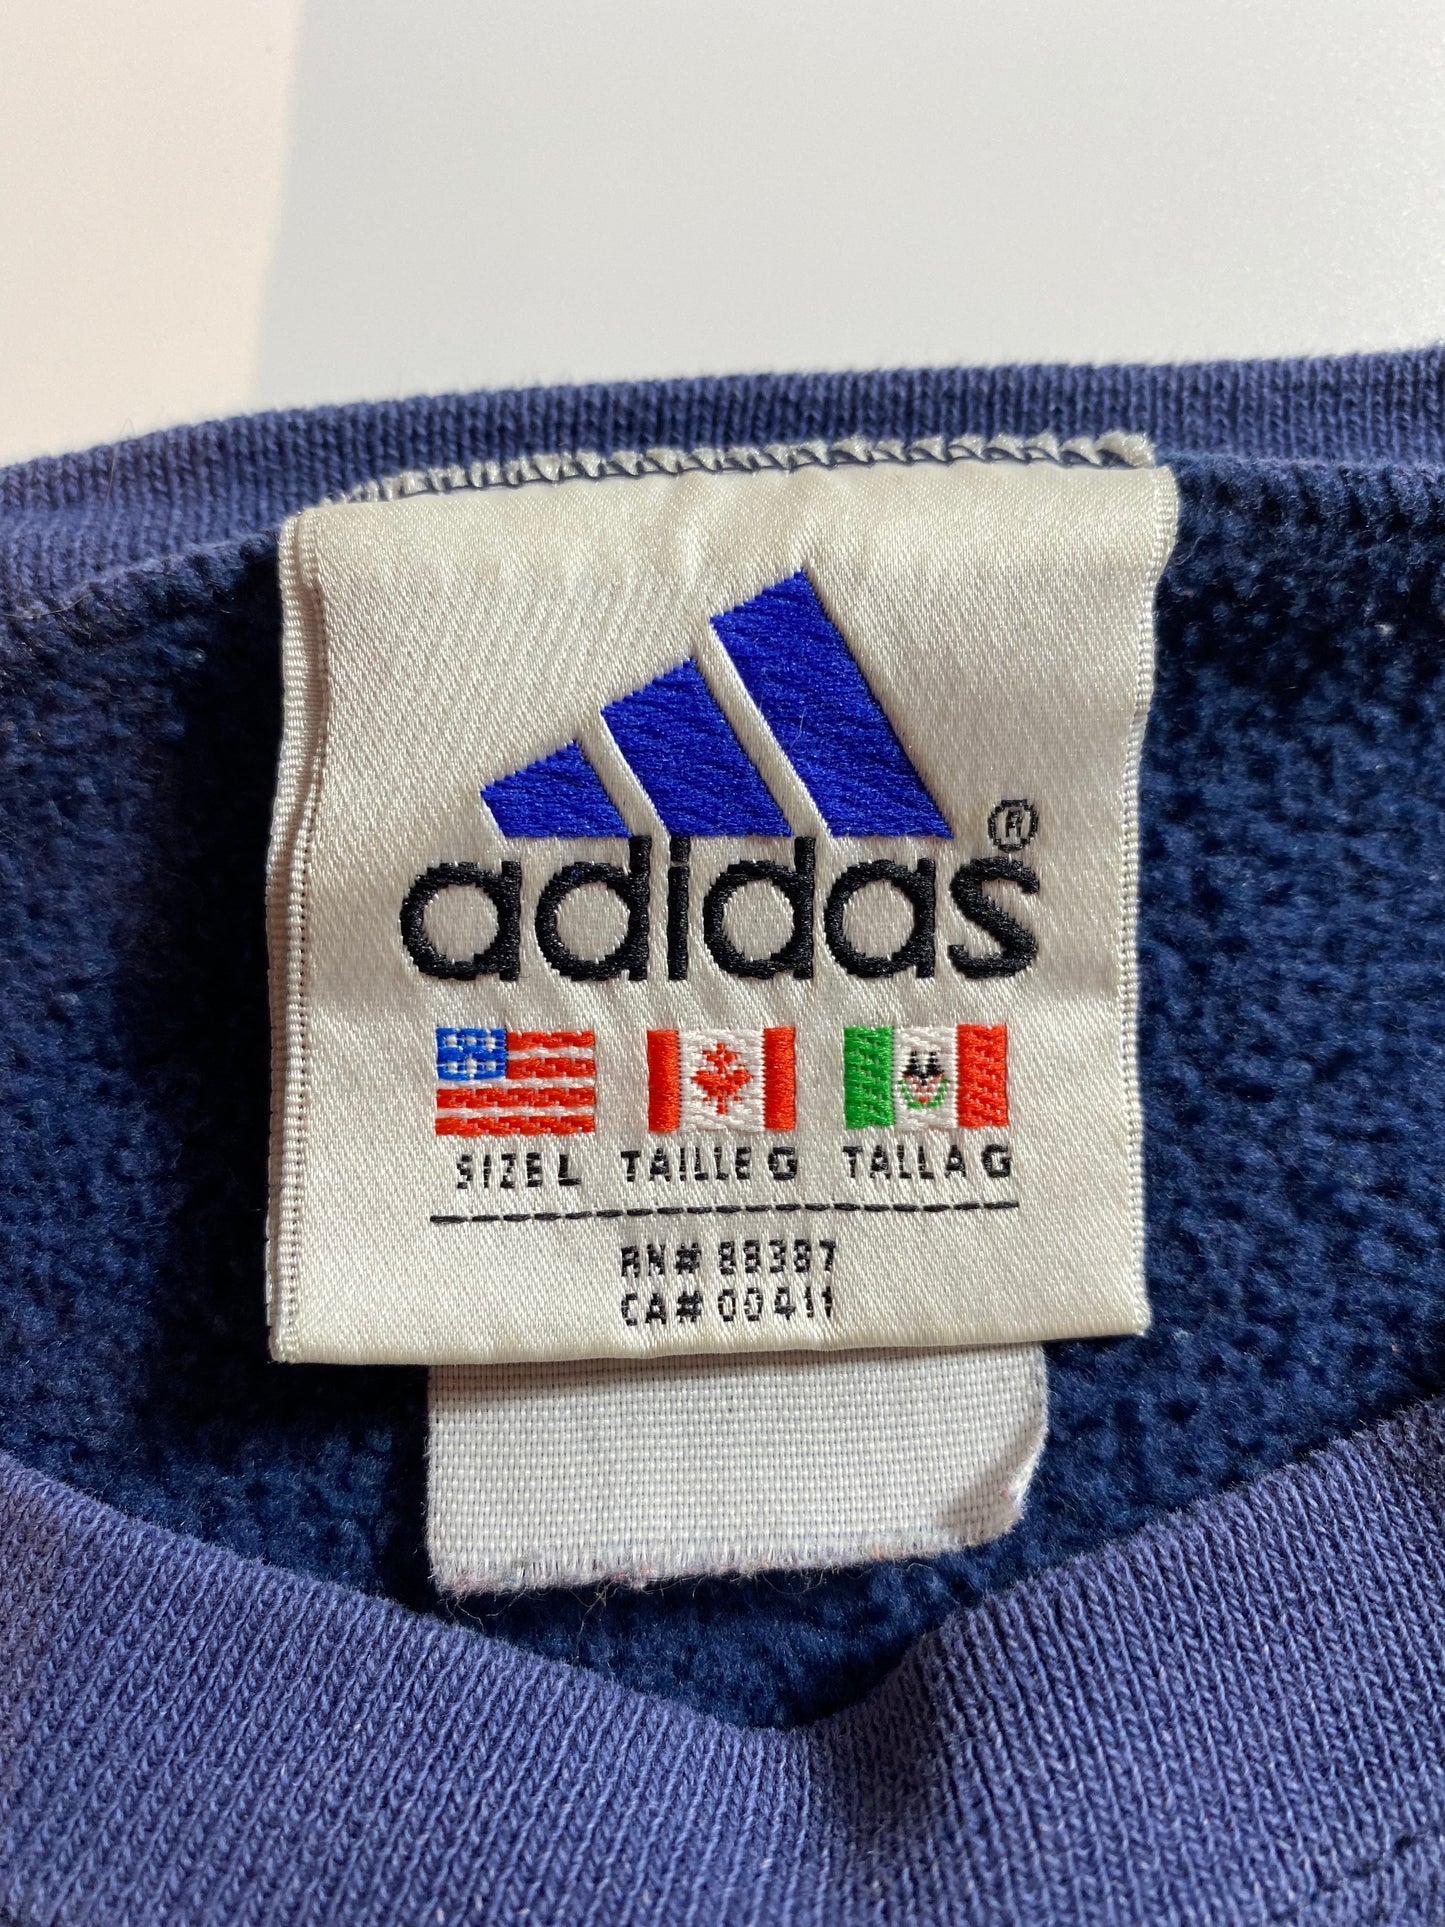 adidas®
SIZE L TAILLE G TALLA G
RN# 88387
CA# 00411